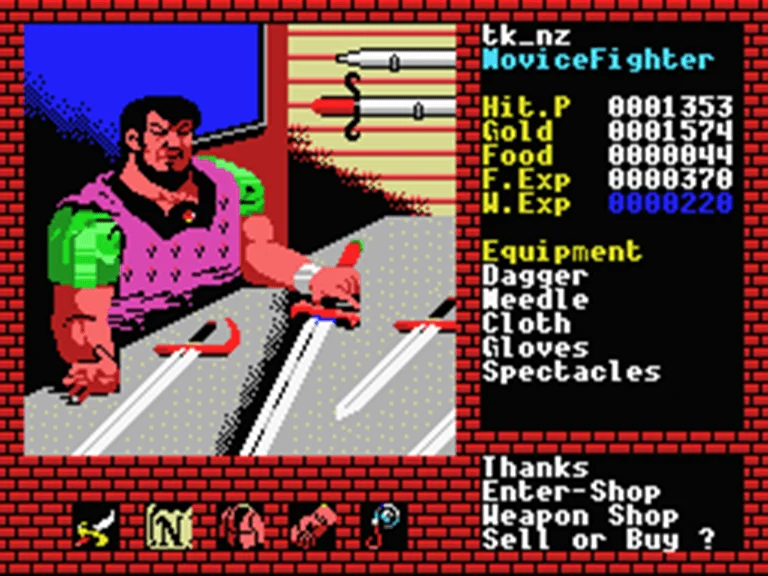 tk_nz
NoviceFighter
Hit.P 0001353
Gold 0001574
Food 0000044
F.Exp 0000370
W.Exp 0000220
Equipment
Dagger
Needle
Cloth
Gloves
Spectacles
Thanks
Enter-Shop
Weapon Shop
Sell or Buy ?
N